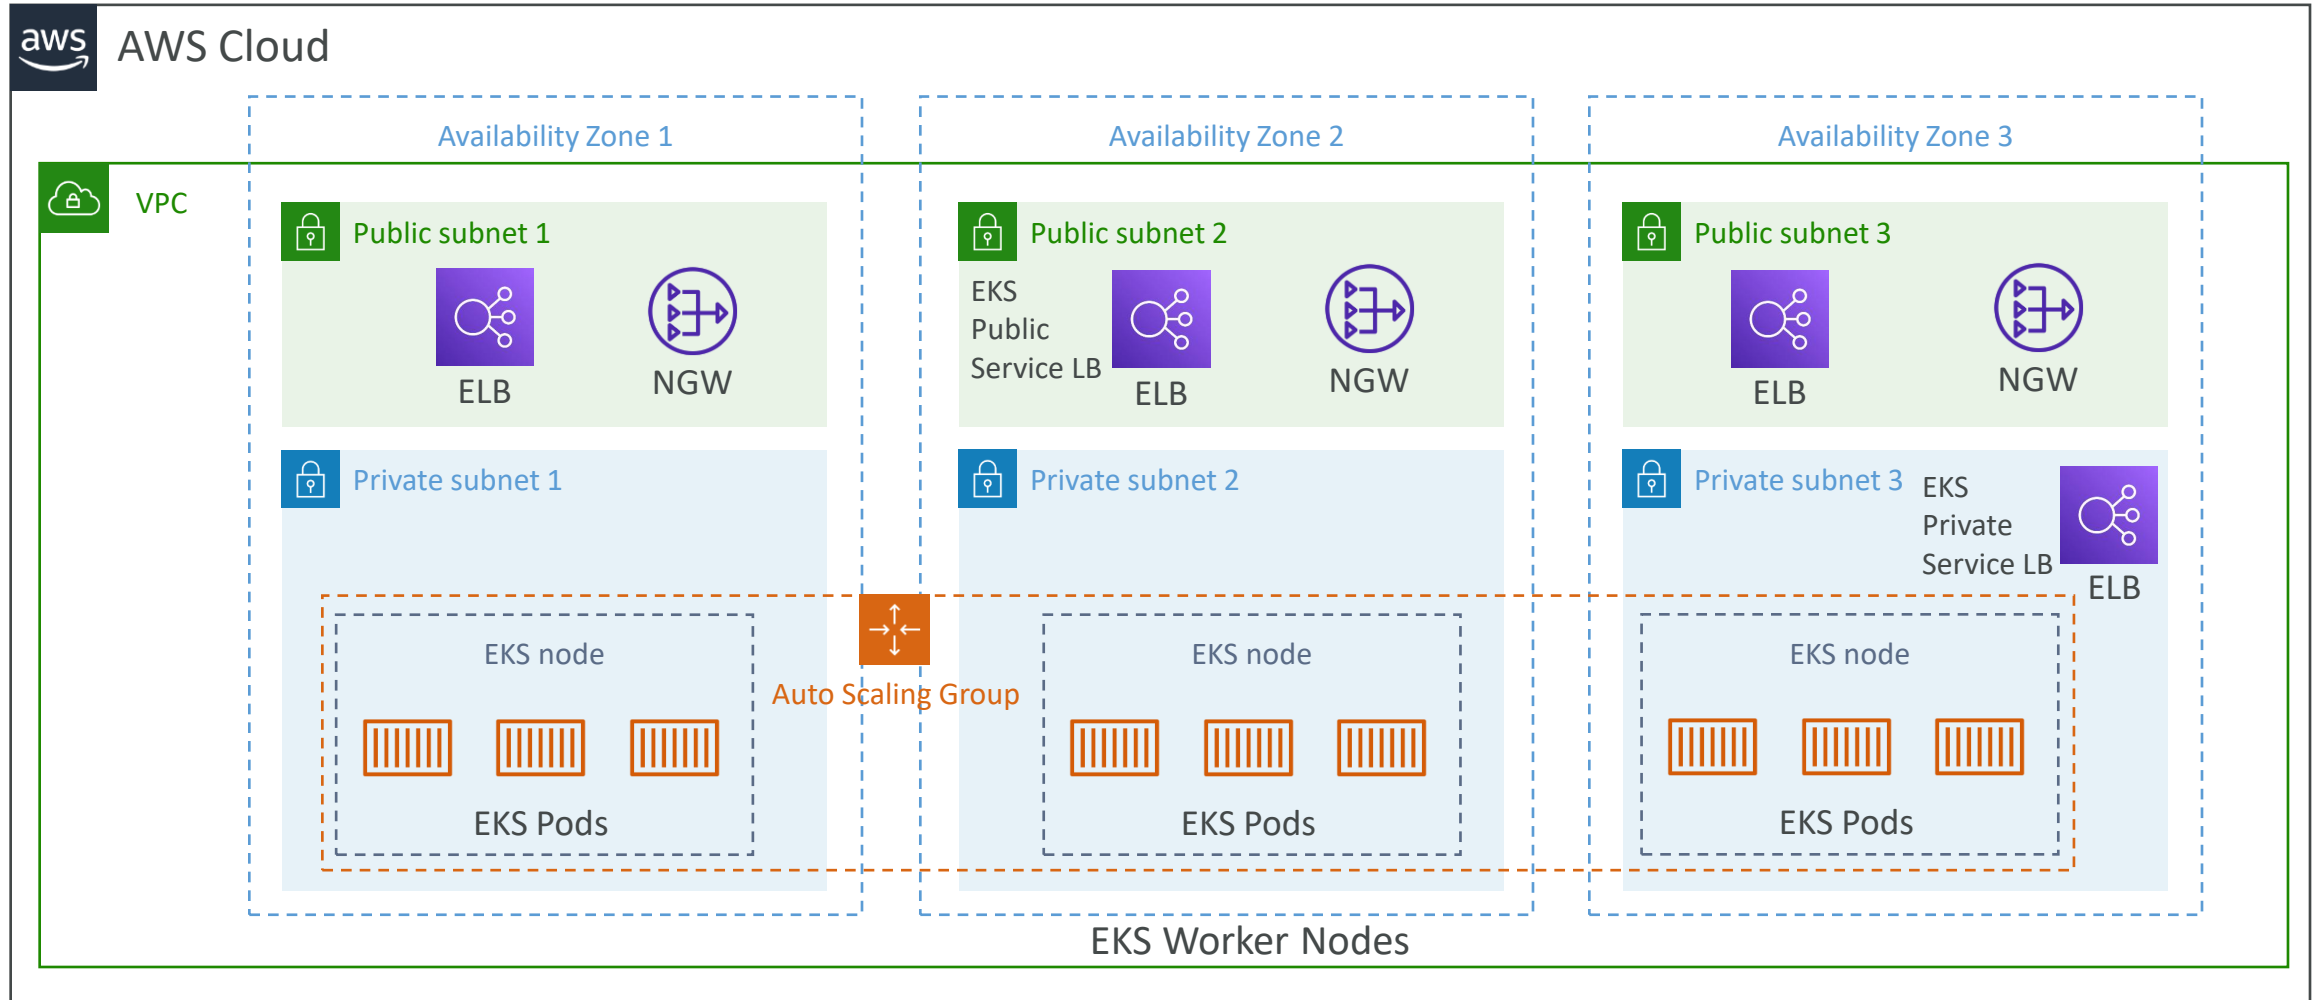 aws
AWS Cloud
Availability Zone 1
Availability Zone 2
Availability Zone 3
VPC
Public subnet 1
ELB
NGW
Public subnet 2
EKS
Public
Service LB
ELB
NGW
Public subnet 3
ELB
NGW
Private subnet 1
Private subnet 2
Private subnet 3
EKS
Private
Service LB
ELB
Auto Scaling Group
EKS node
EKS Pods
EKS node
EKS Pods
EKS node
EKS Pods
EKS Worker Nodes